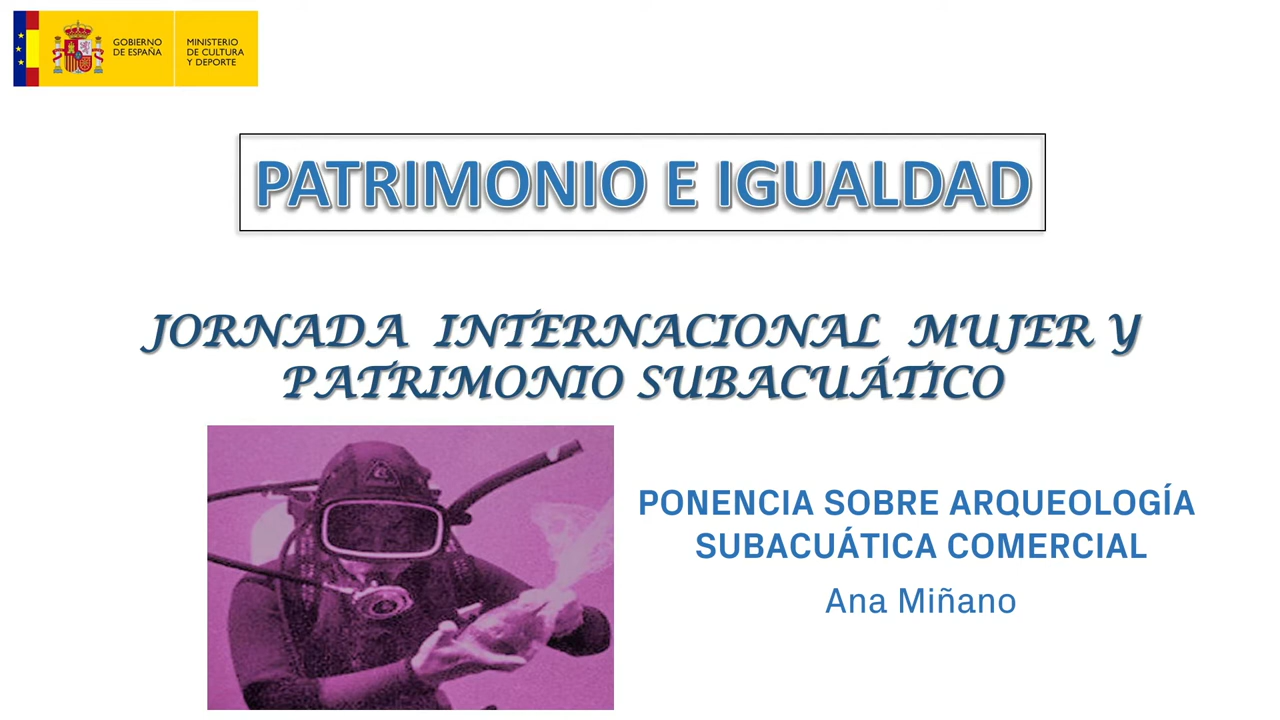 GOBIERNO
DE ESPAÑA
MINISTERIO
DE CULTURA
Y DEPORTE
PATRIMONIO E IGUALDAD
JORNADA INTERNACIONAL MUJER Y
PATRIMONIO SUBACUÁTICO
PONENCIA SOBRE ARQUEOLOGÍA
SUBACUÁTICA COMERCIAL
Ana Miñano